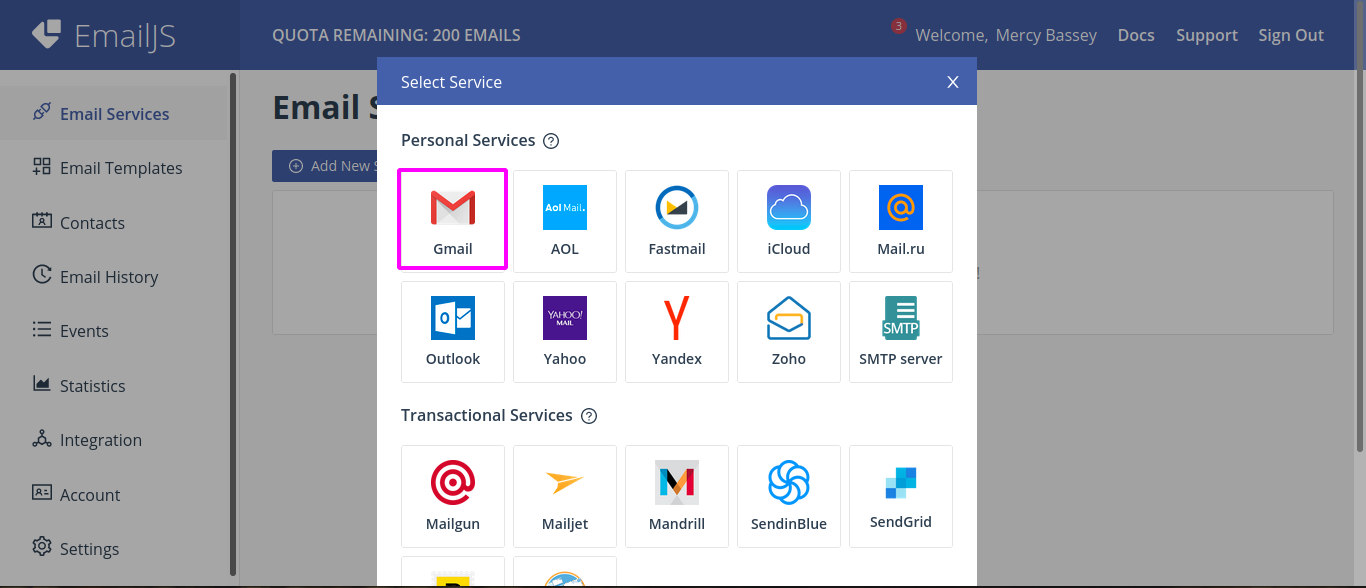 EmailJS
QUOTA REMAINING: 200 EMAILS
3
Welcome, Mercy Bassey
Docs
Support
Sign Out
Email Services
Email Templates
Contacts
Email History
Events
Statistics
Integration
Account
Settings
Email S
Add New S
!
Select Service
X
Personal Services ?
Gmail
Aol Mail.
AOL
Fastmail
iCloud
Mail.ru
Outlook
YAHOO!
MAIL
Yahoo
Yandex
Zoho
SMTP
SMTP server
Transactional Services ?
Mailgun
Mailjet
Mandrill
SendinBlue
SendGrid